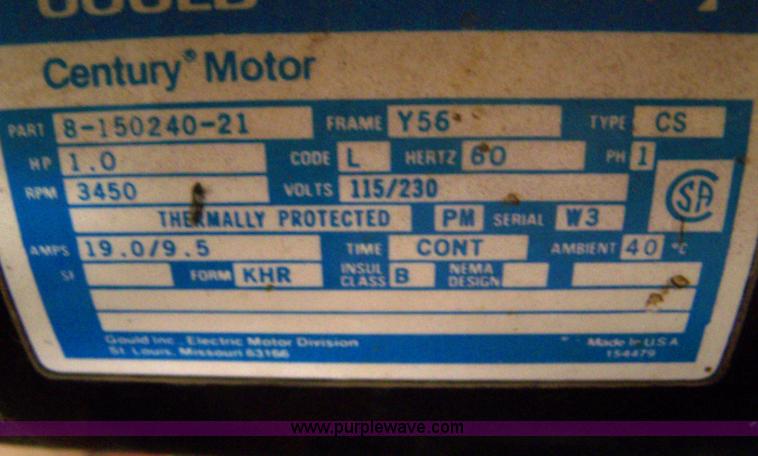 GOULD
Century® Motor
PART 8-150240-21 FRAME Y56 TYPE CS
HP 1.0 CODE L HERTZ 60 PH 1
RPM 3450 VOLTS 115/230
THERMALLY PROTECTED PM SERIAL W3
SA
AMPS 19.0/9.5 TIME CONT AMBIENT 40 °C
SF FORM KHR INSUL CLASS B NEMA DESIGN
Gould Inc., Electric Motor Division
St. Louis, Missouri 63166
Made in U.S.A
154479
www.purplewave.com